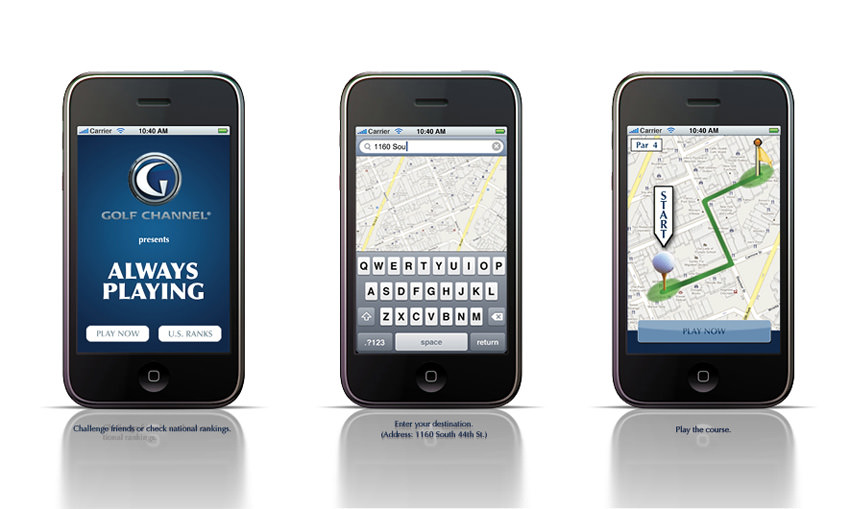 Carrier 10:40 AM
GOLF CHANNEL®
presents
ALWAYS
PLAYING
PLAY NOW U.S. RANKS
Challenge friends or check national rankings.
tional rankings
Carrier 10:40 AM
1160 Sou
Q W E R T Y U I O P
A S D F G H J K L
Z X C V B N M
.?123 space return
Enter your destination.
(Address: 1160 South 44th St.)
Carrier 10:40 AM
Par 4
START
PLAY NOW
Play the course.